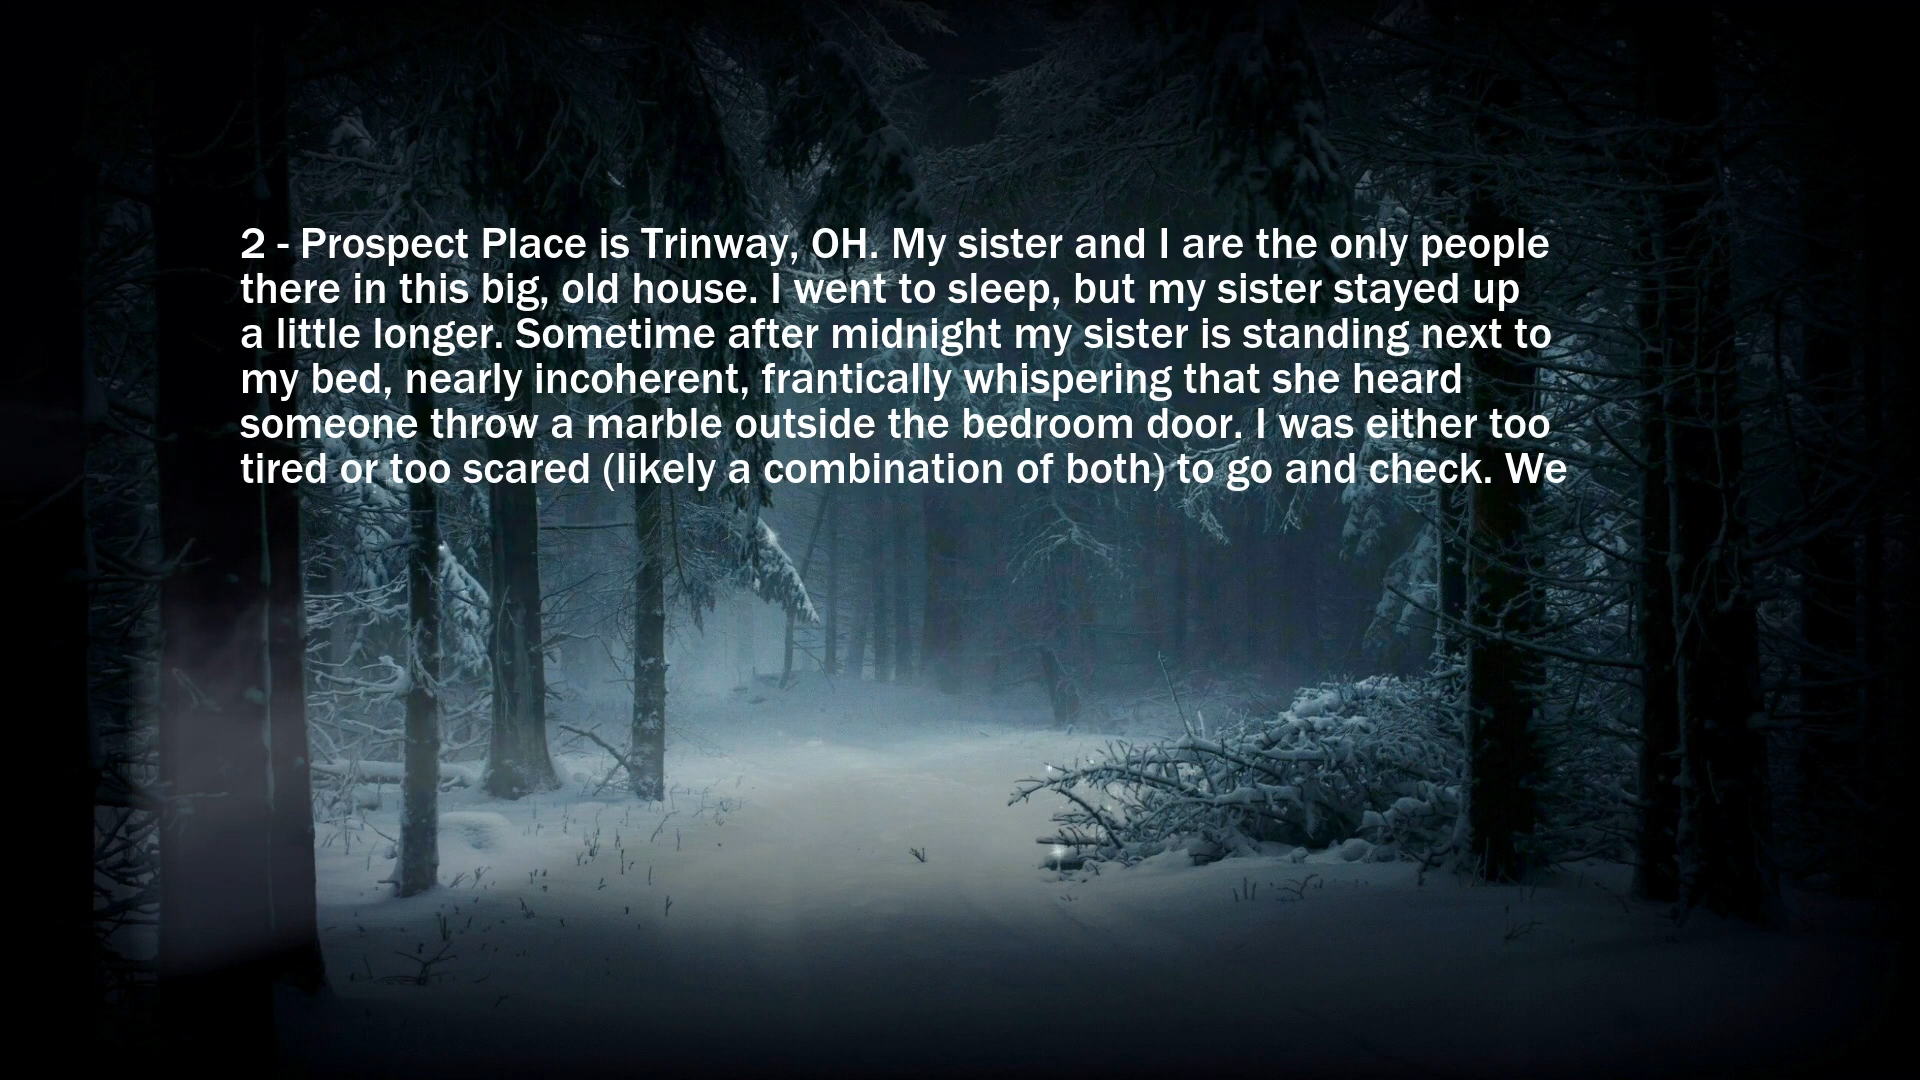 2 - Prospect Place is Trinway, OH. My sister and I are the only people
there in this big, old house. I went to sleep, but my sister stayed up
a little longer. Sometime after midnight my sister is standing next to
my bed, nearly incoherent, frantically whispering that she heard
someone throw a marble outside the bedroom door. I was either too
tired or too scared (likely a combination of both) to go and check. We